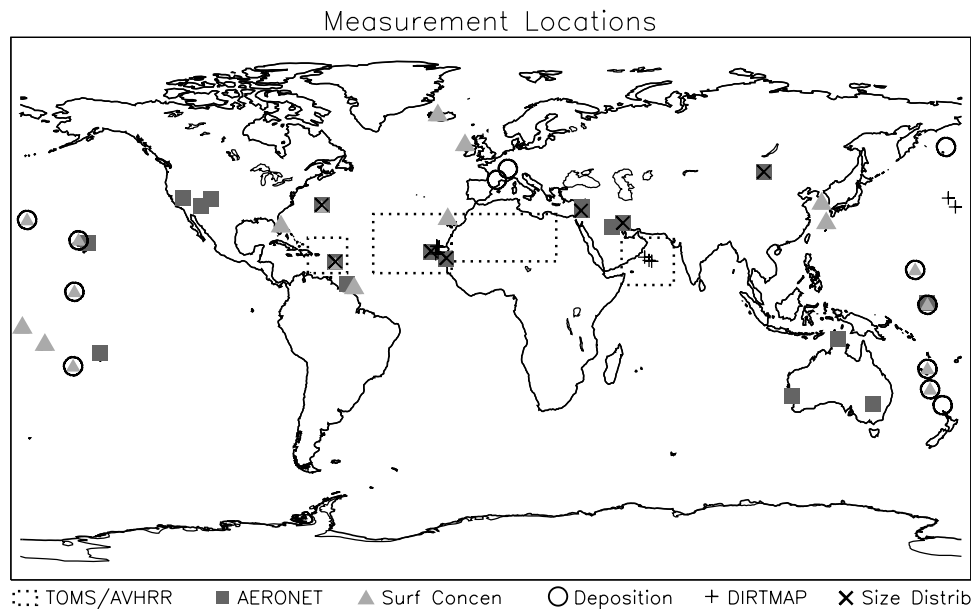 Measurement Locations
TOMS/AVHRR AERONET Surf Concen Deposition DIRTMAP Size Distrib